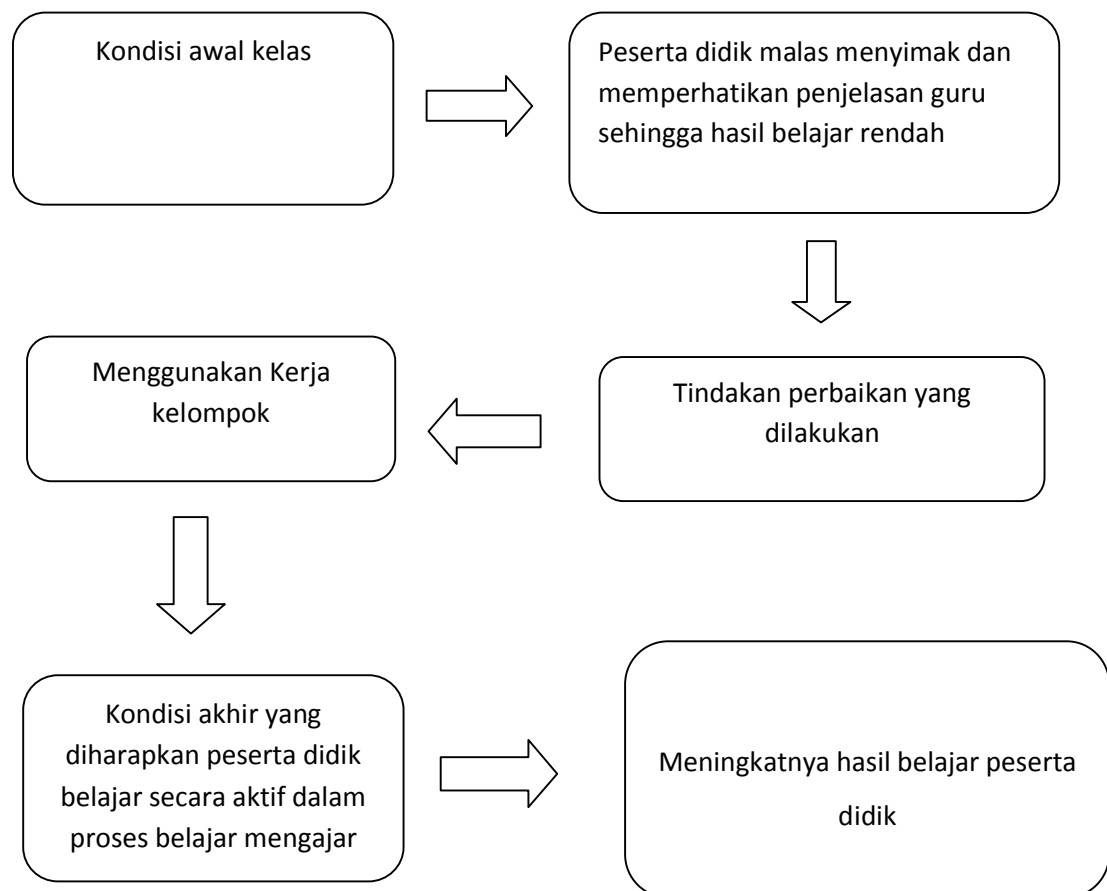 Kondisi awal kelas
Peserta didik malas menyimak dan
memperhatikan penjelasan guru
sehingga hasil belajar rendah
Tindakan perbaikan yang
dilakukan
Menggunakan Kerja
kelompok
Kondisi akhir yang
diharapkan peserta didik
belajar secara aktif dalam
proses belajar mengajar
Meningkatnya hasil belajar peserta
didik